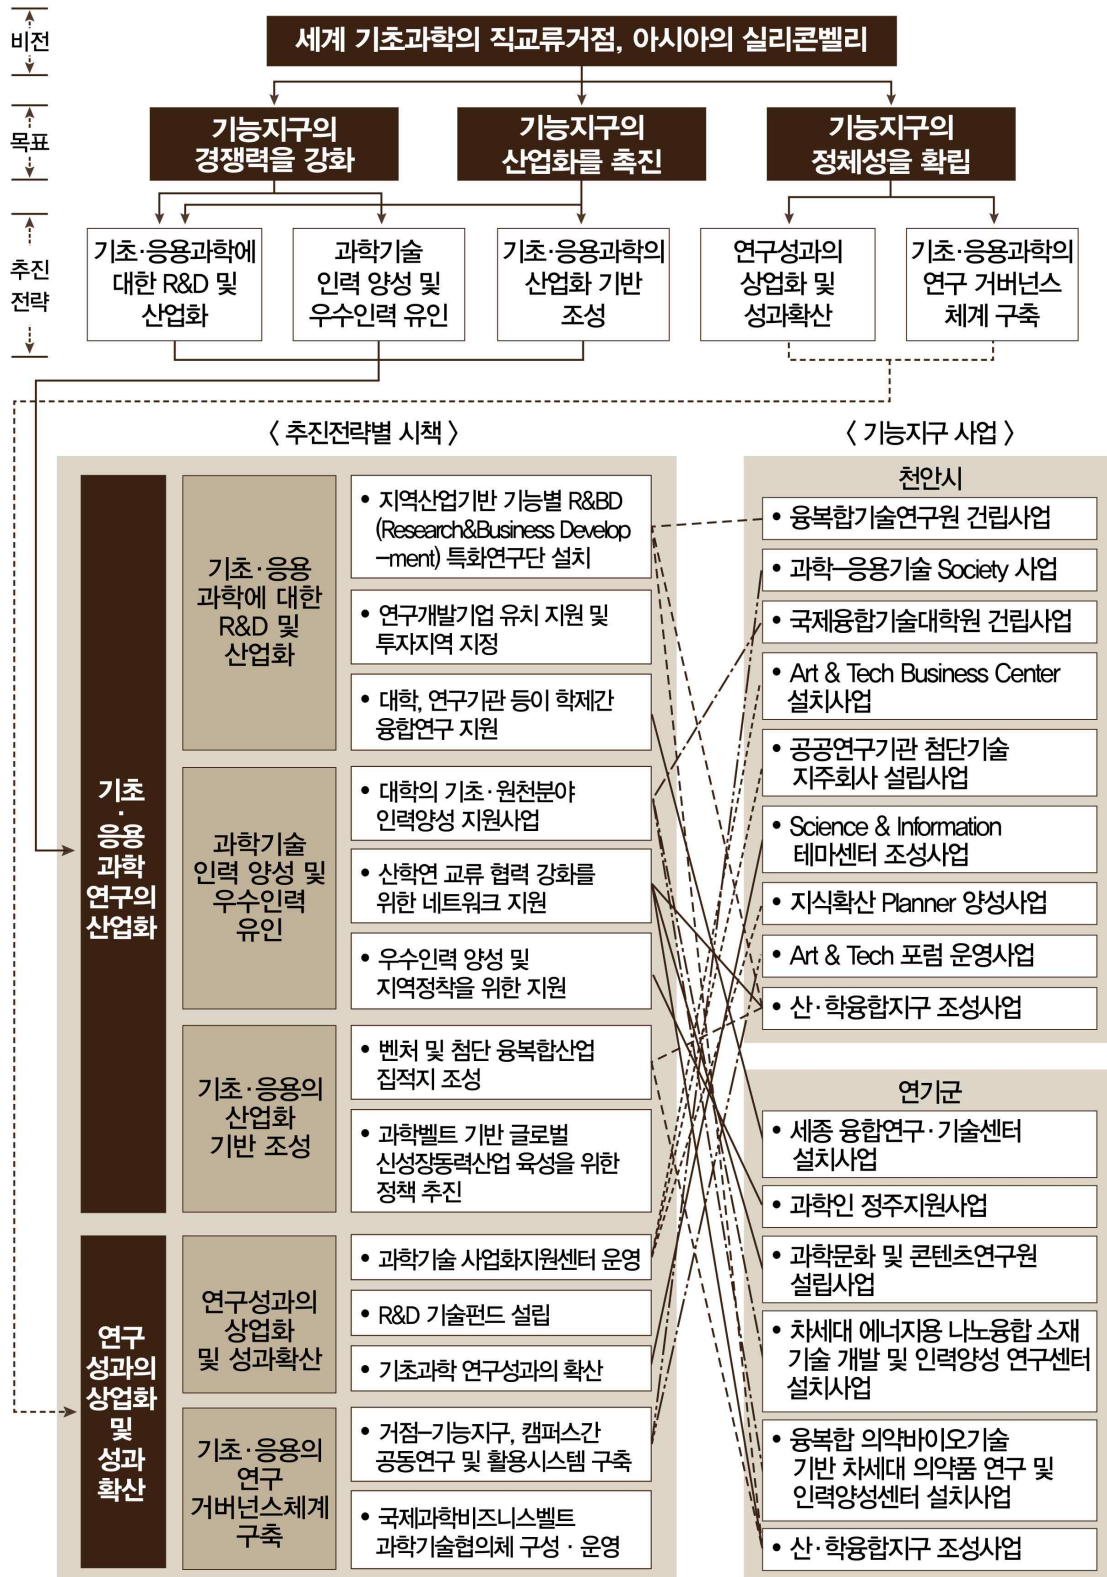 비전
세계 기초과학의 직교류거점, 아시아의 실리콘벨리
목표
기능지구의
경쟁력을 강화
기능지구의
산업화를 촉진
기능지구의
정체성을 확립
추진
전략
기초·응용과학에
대한 R&D 및
산업화
과학기술
인력 양성 및
우수인력 유인
기초·응용과학의
산업화 기반
조성
연구성과의
상업화 및
성과확산
기초·응용과학의
연구 거버넌스
체계 구축
〈 추진전략별 시책 〉
기초
·
응용
과학
연구의
산업화
기초·응용
과학에 대한
R&D 및
산업화
• 지역산업기반 기능별 R&BD
(Research&Business Develop
-ment) 특화연구단 설치
• 연구개발기업 유치 지원 및
투자지역 지정
• 대학, 연구기관 등이 학제간
융합연구 지원
과학기술
인력 양성 및
우수인력
유인
• 대학의 기초·원천분야
인력양성 지원사업
• 산학연 교류 협력 강화를
위한 네트워크 지원
• 우수인력 양성 및
지역정착을 위한 지원
기초·응용의
산업화
기반 조성
• 벤처 및 첨단 융복합산업
집적지 조성
• 과학벨트 기반 글로벌
신성장동력산업 육성을 위한
정책 추진
연구
성과의
상업화
및
성과
확산
연구성과의
상업화
및 성과확산
• 과학기술 사업화지원센터 운영
• R&D 기술펀드 설립
• 기초과학 연구성과의 확산
기초·응용의
연구
거버넌스체계
구축
• 거점-기능지구, 캠퍼스간
공동연구 및 활용시스템 구축
• 국제과학비즈니스벨트
과학기술협의체 구성·운영
〈 기능지구 사업 〉
천안시
• 융복합기술연구원 건립사업
• 과학-응용기술 Society 사업
• 국제융합기술대학원 건립사업
• Art & Tech Business Center
설치사업
• 공공연구기관 첨단기술
지주회사 설립사업
• Science & Information
테마센터 조성사업
• 지식확산 Planner 양성사업
• Art & Tech 포럼 운영사업
• 산·학융합지구 조성사업
연기군
• 세종 융합연구·기술센터
설치사업
• 과학인 정주지원사업
• 과학문화 및 콘텐츠연구원
설립사업
• 차세대 에너지용 나노융합 소재
기술 개발 및 인력양성 연구센터
설치사업
• 융복합 의약바이오기술
기반 차세대 의약품 연구 및
인력양성센터 설치사업
• 산·학융합지구 조성사업